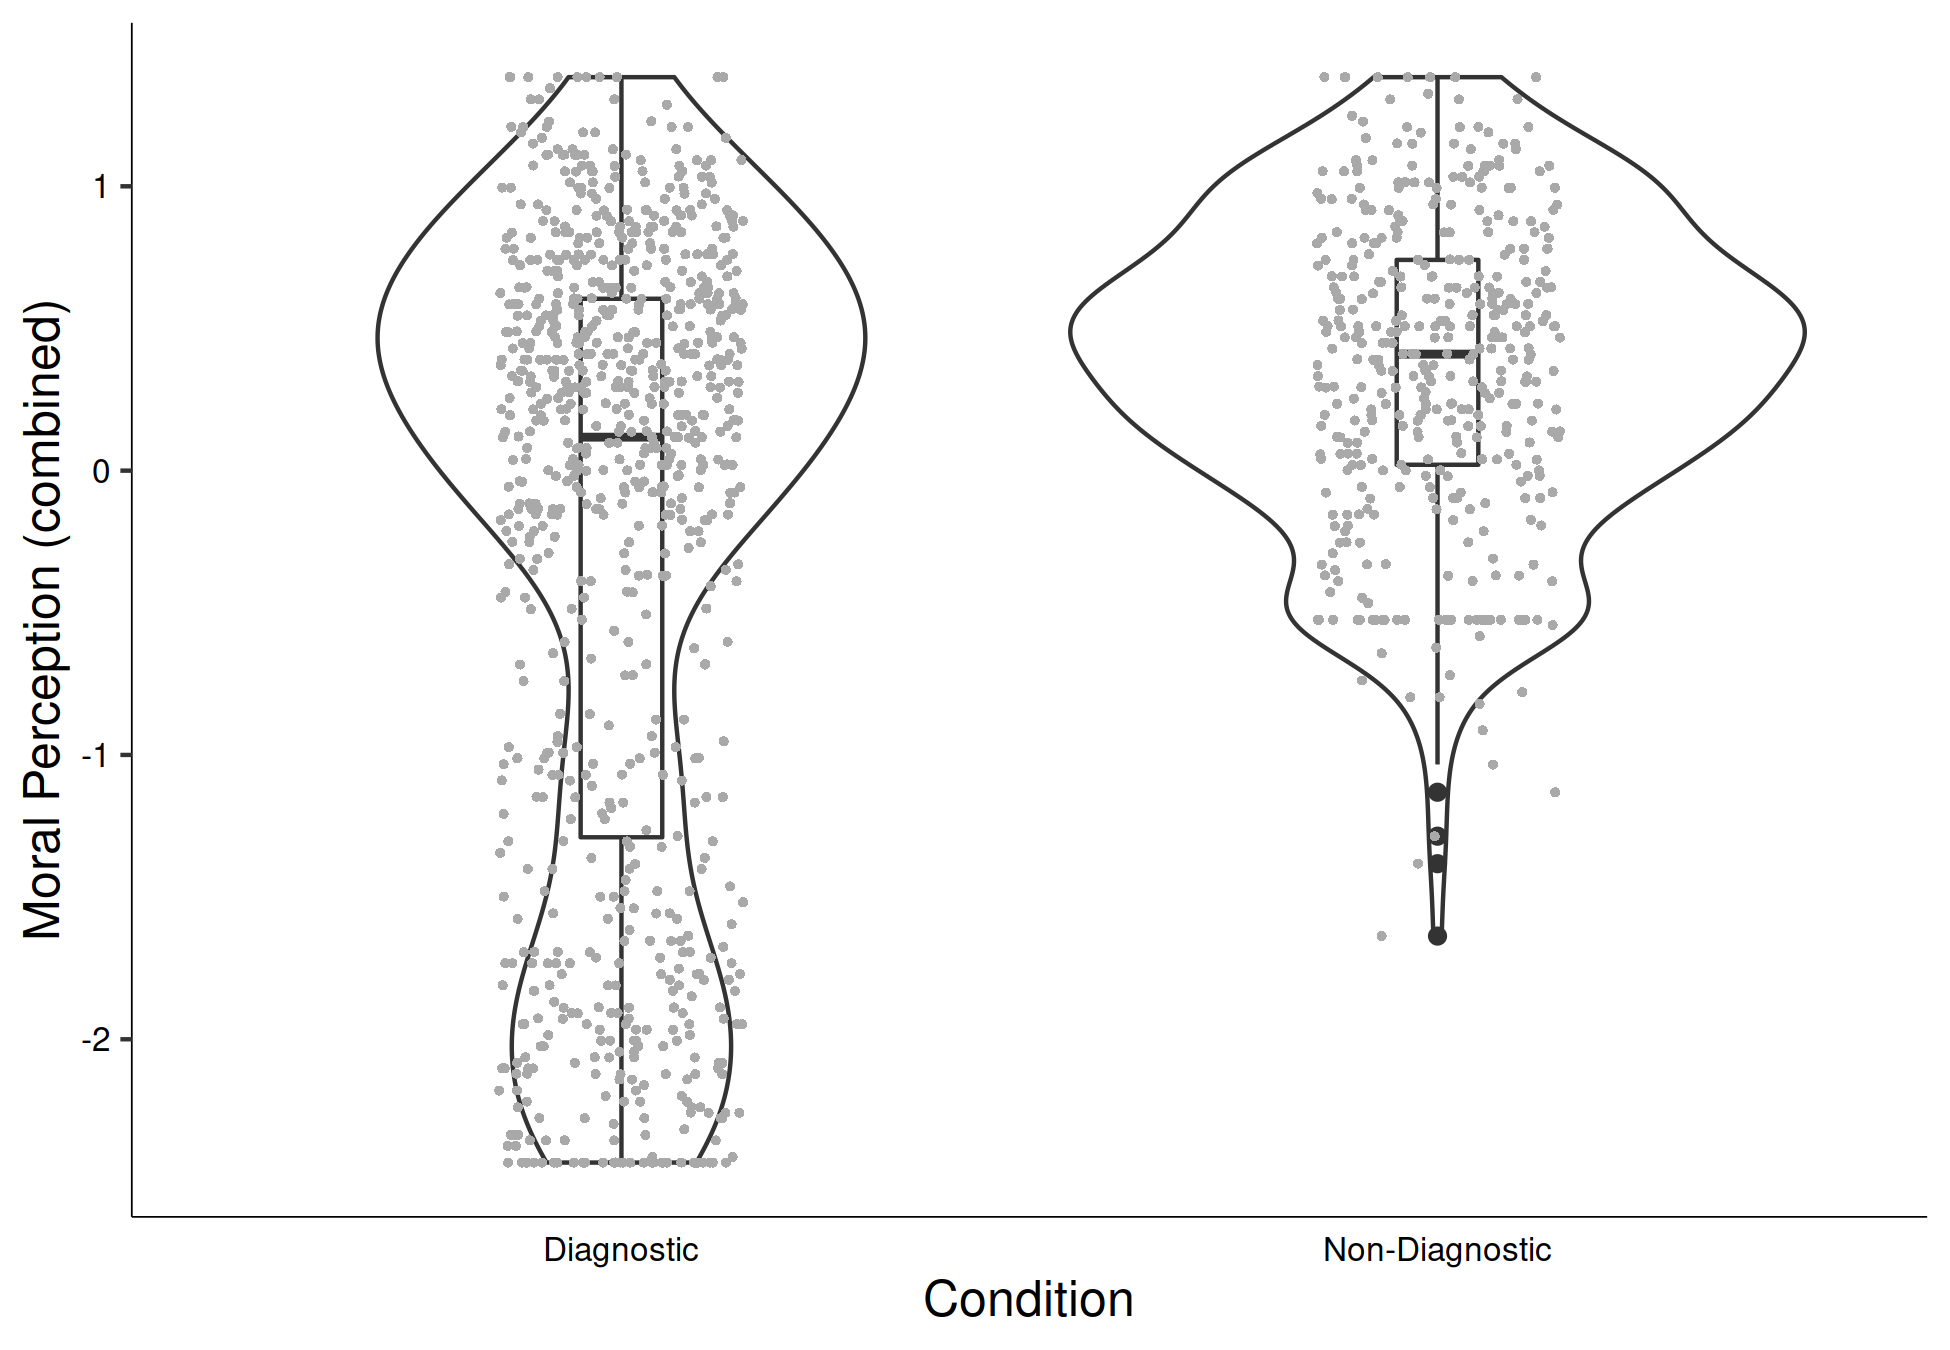 Moral Perception (combined)
1
0
-1
-2
Diagnostic
Non-Diagnostic
Condition